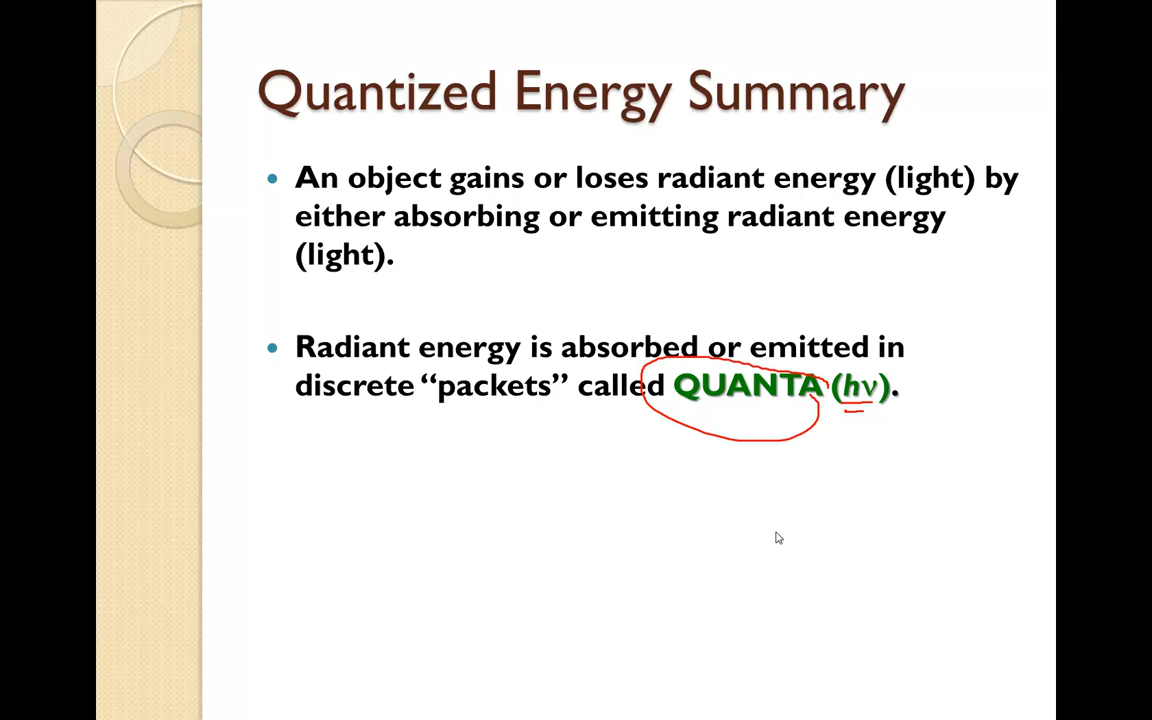 Quantized Energy Summary
An object gains or loses radiant energy (light) by
either absorbing or emitting radiant energy
(light).
Radiant energy is absorbed or emitted in
discrete “packets” called QUANTA (hν).